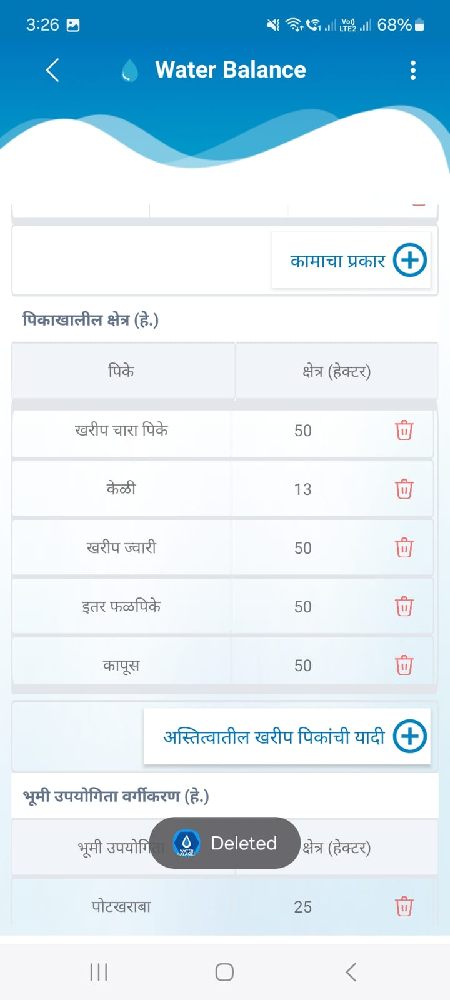 3:26 68%
Vo))
LTE2
Water Balance
कामाचा प्रकार
पिकाखालील क्षेत्र (हे.)
पिके क्षेत्र (हेक्टर)
खरीप चारा पिके 50
केळी 13
खरीप ज्वारी 50
इतर फळपिके 50
कापूस 50
अस्तित्वातील खरीप पिकांची यादी
भूमी उपयोगिता वर्गीकरण (हे.)
भूमी उपयोगिता क्षेत्र (हेक्टर)
WATER
BALANCE
Deleted
पोटखराबा 25